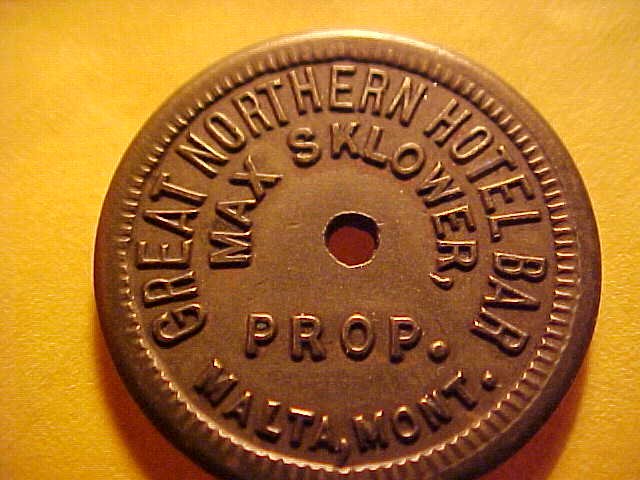 GREAT NORTHERN HOTEL BAR
MAX SKLOWER,
PROP.
MALTA, MONT.